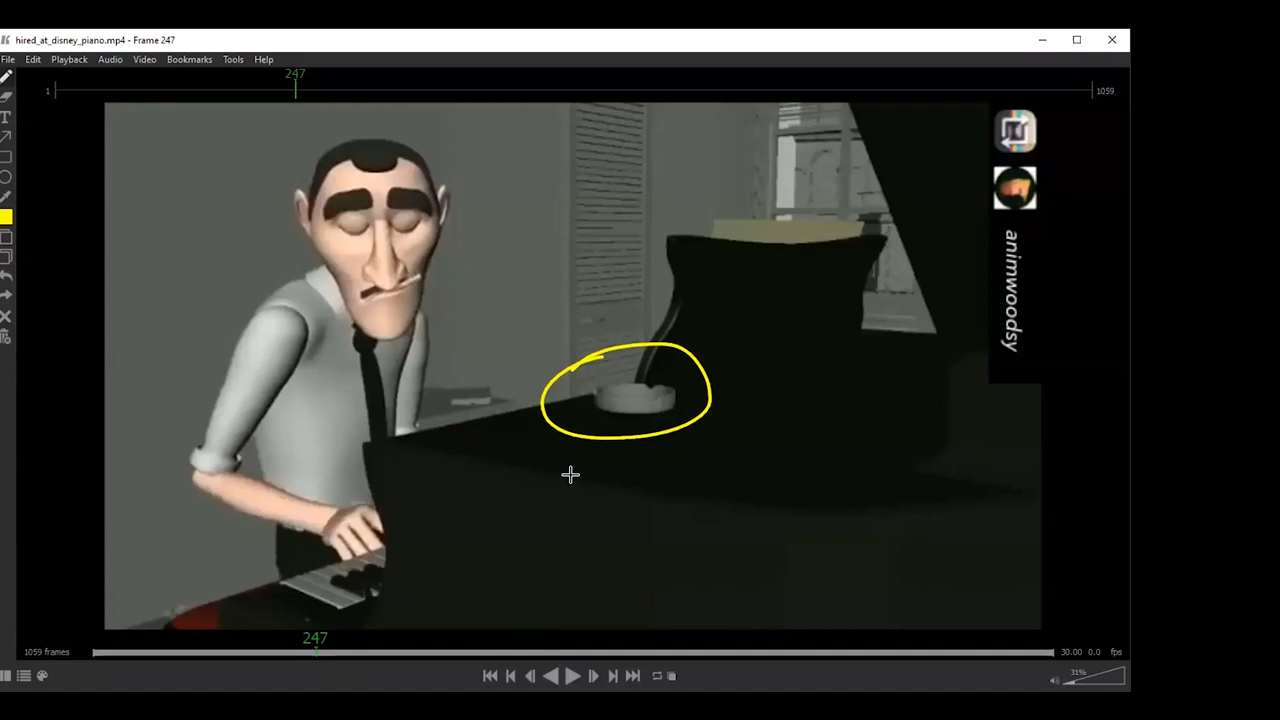 hired_at_disney_piano.mp4 - Frame 247
File Edit Playback Audio Video Bookmarks Tools Help
247
1
1059
animwoodsy
247
1059 frames
30.00 0.0 fps
31%